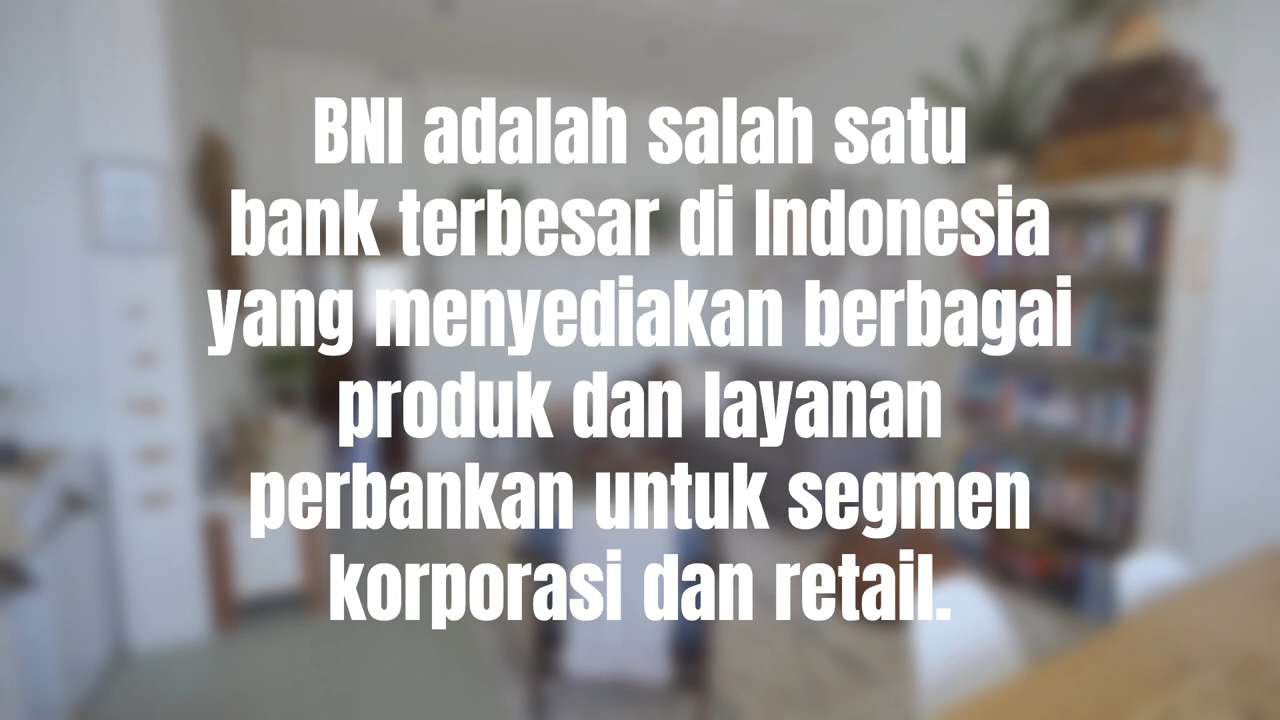 BNI adalah salah satu
bank terbesar di Indonesia
yang menyediakan berbagai
produk dan layanan
perbankan untuk segmen
korporasi dan retail.